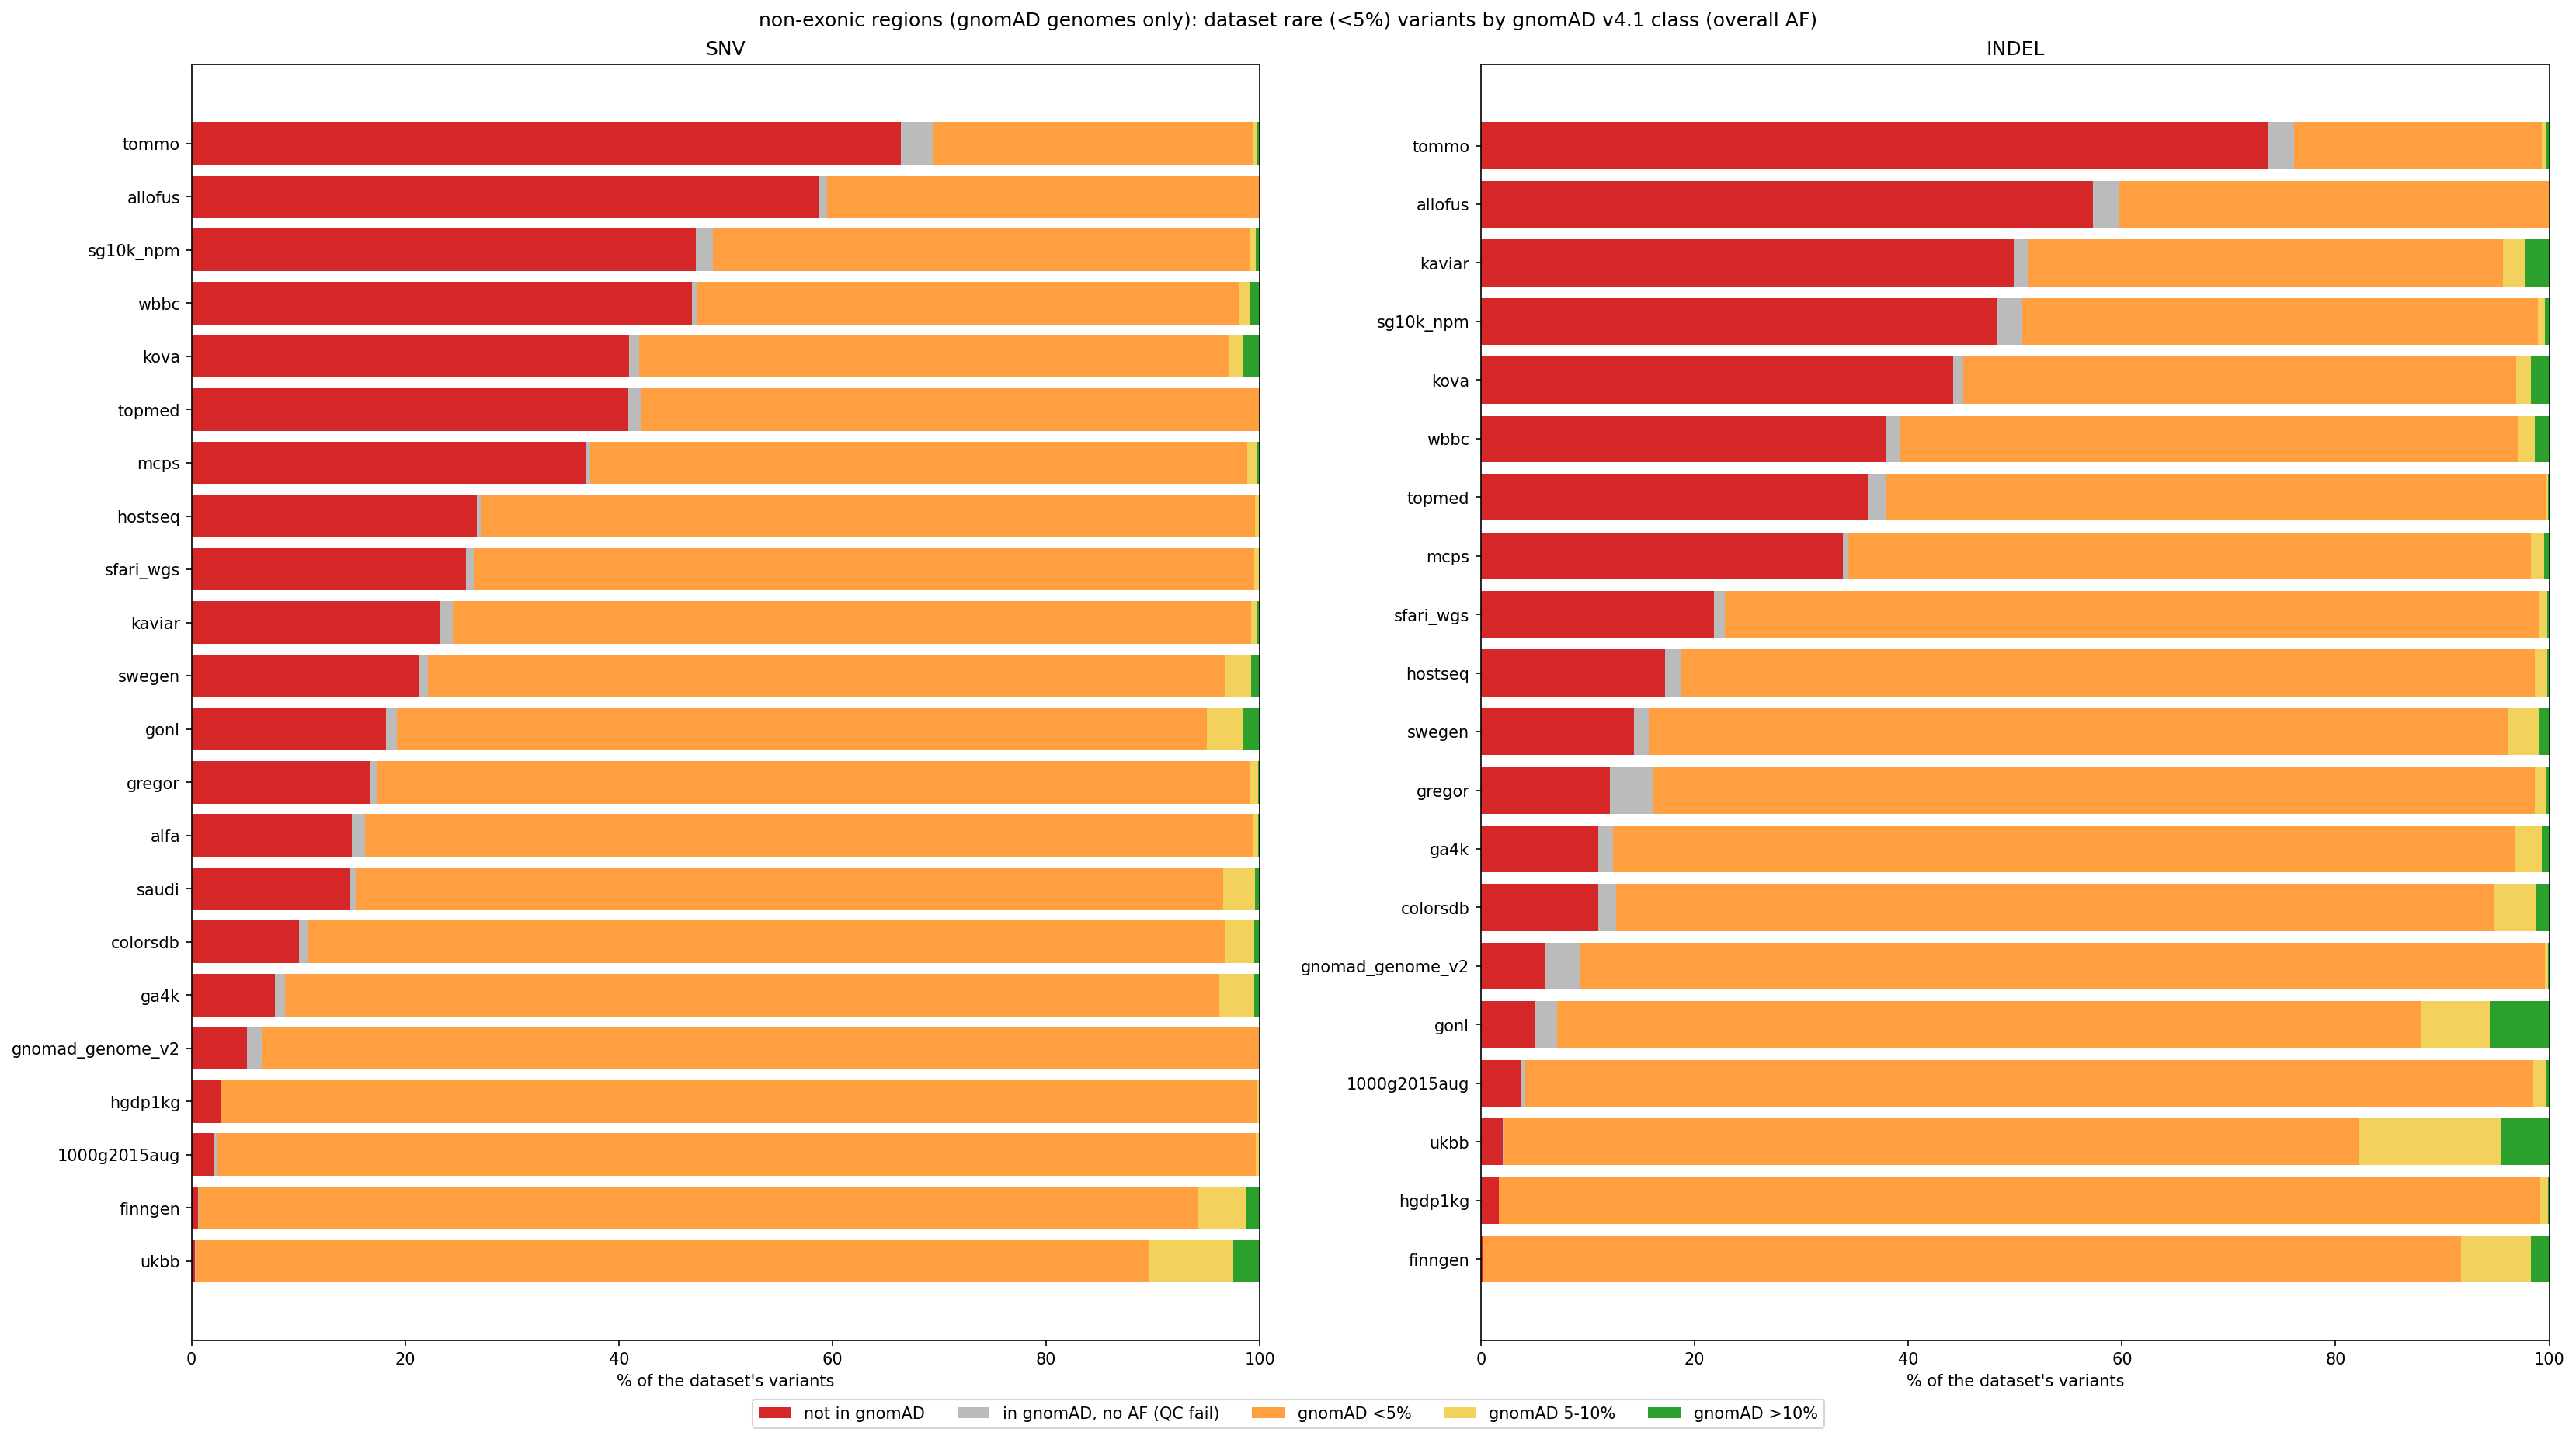 non-exonic regions (gnomAD genomes only): dataset rare (<5%) variants by gnomAD v4.1 class (overall AF)
SNV
tommo
allofus
sg10k_npm
wbbc
kova
topmed
mcps
hostseq
sfari_wgs
kaviar
swegen
gonl
gregor
alfa
saudi
colorsdb
ga4k
gnomad_genome_v2
hgdp1kg
1000g2015aug
finngen
ukbb
0 20 40 60 80 100
% of the dataset's variants
INDEL
tommo
allofus
kaviar
sg10k_npm
kova
wbbc
topmed
mcps
sfari_wgs
hostseq
swegen
gregor
ga4k
colorsdb
gnomad_genome_v2
gonl
1000g2015aug
ukbb
hgdp1kg
finngen
0 20 40 60 80 100
% of the dataset's variants
not in gnomAD in gnomAD, no AF (QC fail) gnomAD <5% gnomAD 5-10% gnomAD >10%